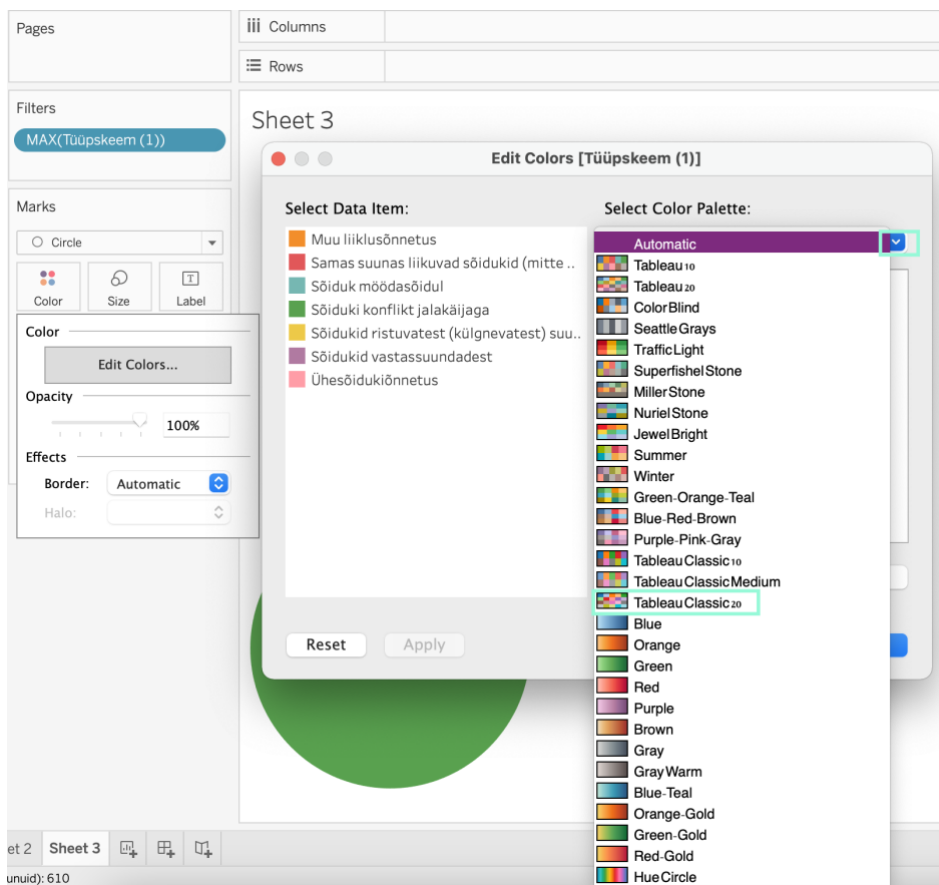 Pages
Columns
Rows
Filters
MAX(Tüüpskeem (1))
Marks
Circle
Color
Size
Label
Color
Edit Colors...
Opacity
100%
Effects
Border:
Automatic
Halo:
Sheet 3
Edit Colors [Tüüpskeem (1)]
Select Data Item:
Muu liiklusõnnetus
Samas suunas liikuvad sõidukid (mitte ..
Sõiduk möödasõidul
Sõiduki konflikt jalakäijaga
Sõidukid ristuvatest (külgnevatest) suu..
Sõidukid vastassuundadest
Ühesõidukiõnnetus
Reset
Apply
Select Color Palette:
Automatic
Tableau 10
Tableau 20
Color Blind
Seattle Grays
Traffic Light
Superfishel Stone
Miller Stone
Nuriel Stone
Jewel Bright
Summer
Winter
Green-Orange-Teal
Blue-Red-Brown
Purple-Pink-Gray
Tableau Classic 10
Tableau Classic Medium
Tableau Classic 20
Blue
Orange
Green
Red
Purple
Brown
Gray
Gray Warm
Blue-Teal
Orange-Gold
Green-Gold
Red-Gold
Hue Circle
et 2
Sheet 3
unuid): 610